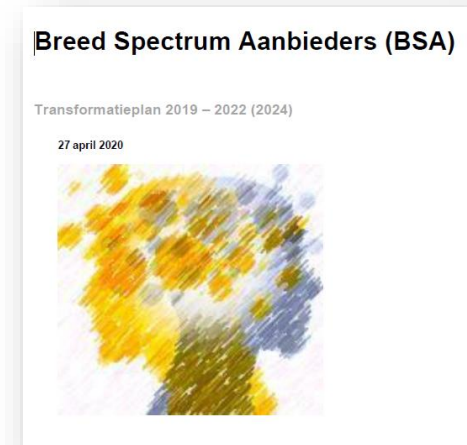 Breed Spectrum Aanbieders (BSA)
Transformatieplan 2019 – 2022 (2024)
27 april 2020